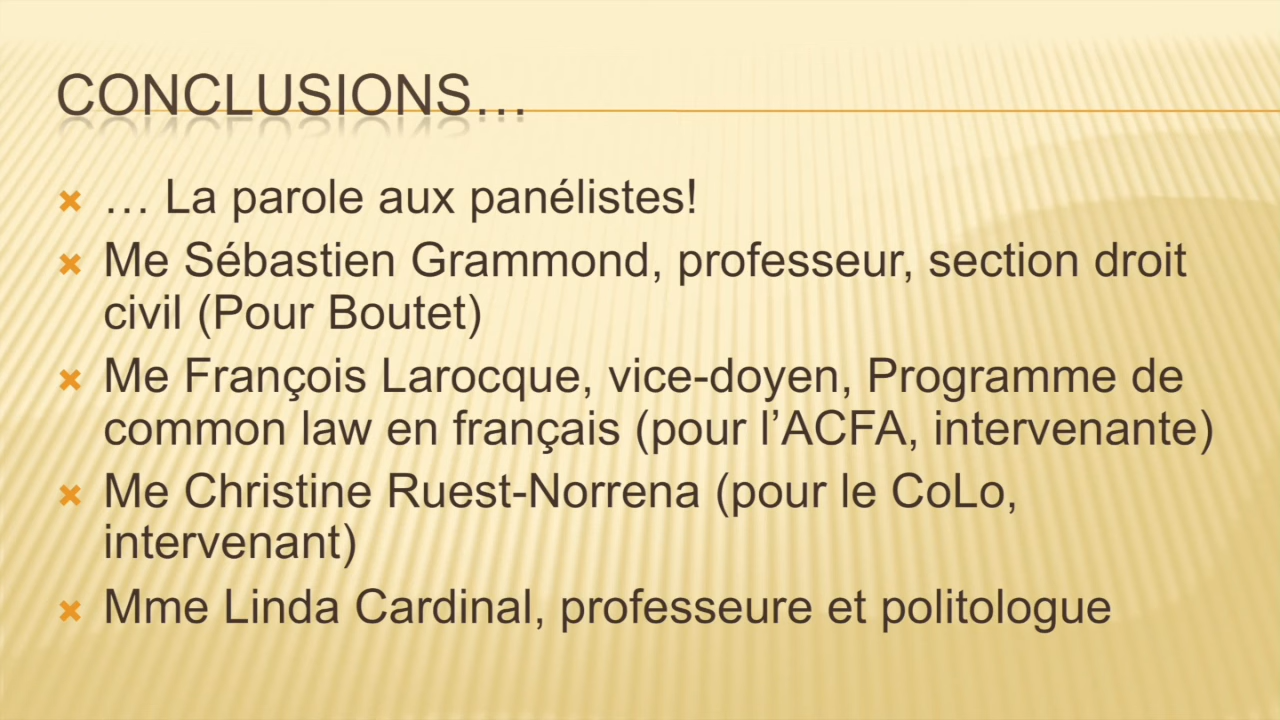 CONCLUSIONS…
… La parole aux panélistes!
Me Sébastien Grammond, professeur, section droit
civil (Pour Boutet)
Me François Larocque, vice-doyen, Programme de
common law en français (pour l’ACFA, intervenante)
Me Christine Ruest-Norrena (pour le CoLo,
intervenant)
Mme Linda Cardinal, professeure et politologue